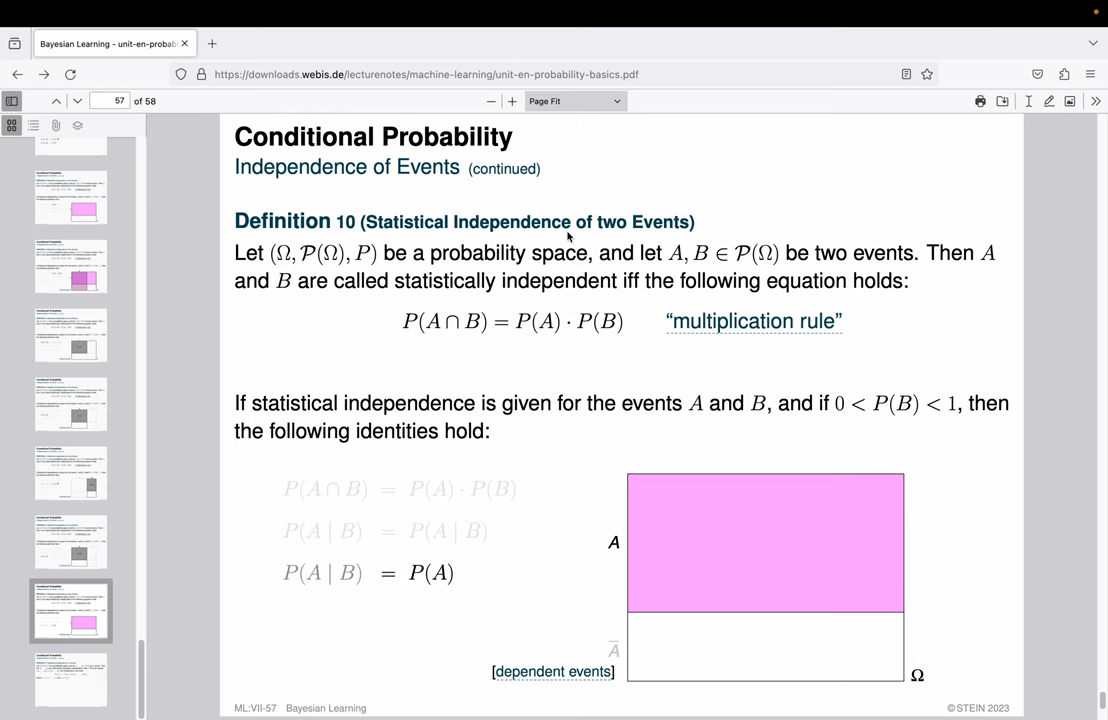 Bayesian Learning - unit-en-probab
https://downloads.webis.de/lecturenotes/machine-learning/unit-en-probability-basics.pdf
57 of 58
Page Fit
Conditional Probability
Independence of Events (continued)
Definition 10 (Statistical Independence of two Events)
Let (Ω, 𝒫(Ω), P) be a probability space, and let A, B ∈ 𝒫(Ω) be two events. Then A
and B are called statistically independent iff the following equation holds:
P(A ∩ B) = P(A) · P(B) “multiplication rule”
If statistical independence is given for the events A and B, and if 0 < P(B) < 1, then
the following identities hold:
P(A ∩ B) = P(A) · P(B)
P(A | B) = P(A | B̅)
P(A | B) = P(A)
A
A̅
[dependent events]
Ω
ML:VII-57 Bayesian Learning
©STEIN 2023